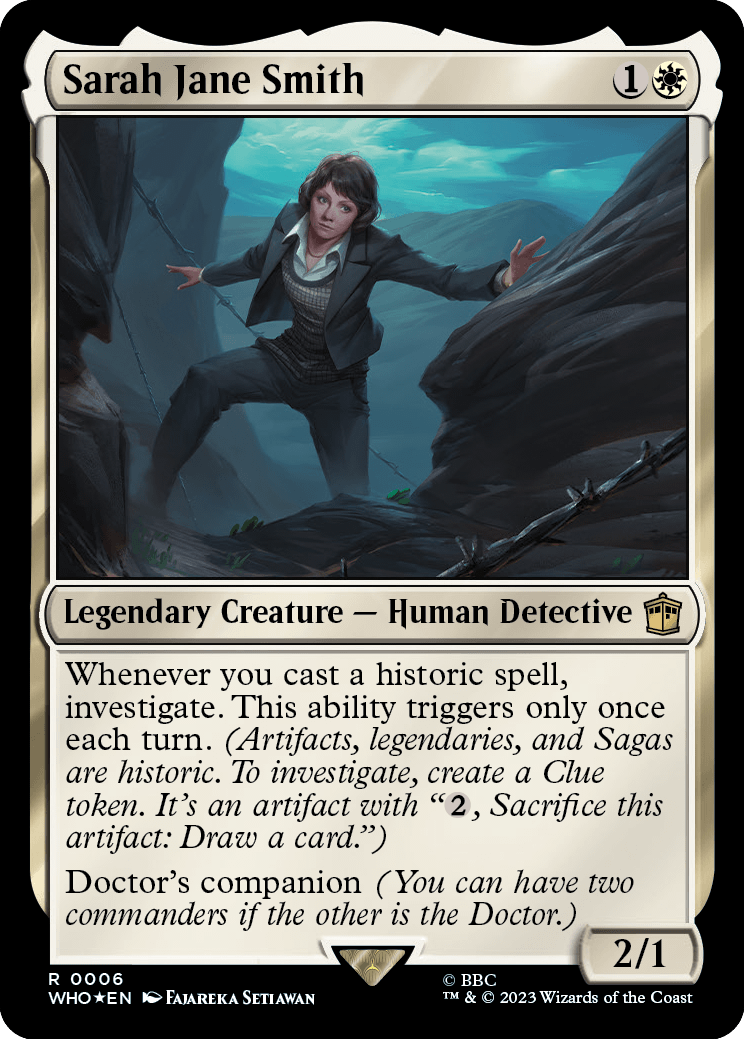 Sarah Jane Smith 1
Legendary Creature — Human Detective
Whenever you cast a historic spell,
investigate. This ability triggers only once
each turn. (Artifacts, legendaries, and Sagas
are historic. To investigate, create a Clue
token. It's an artifact with “2, Sacrifice this
artifact: Draw a card.”)
Doctor's companion (You can have two
commanders if the other is the Doctor.)
2/1
R 0006
WHO★EN Fajareka Setiawan
© BBC
™ & © 2023 Wizards of the Coast